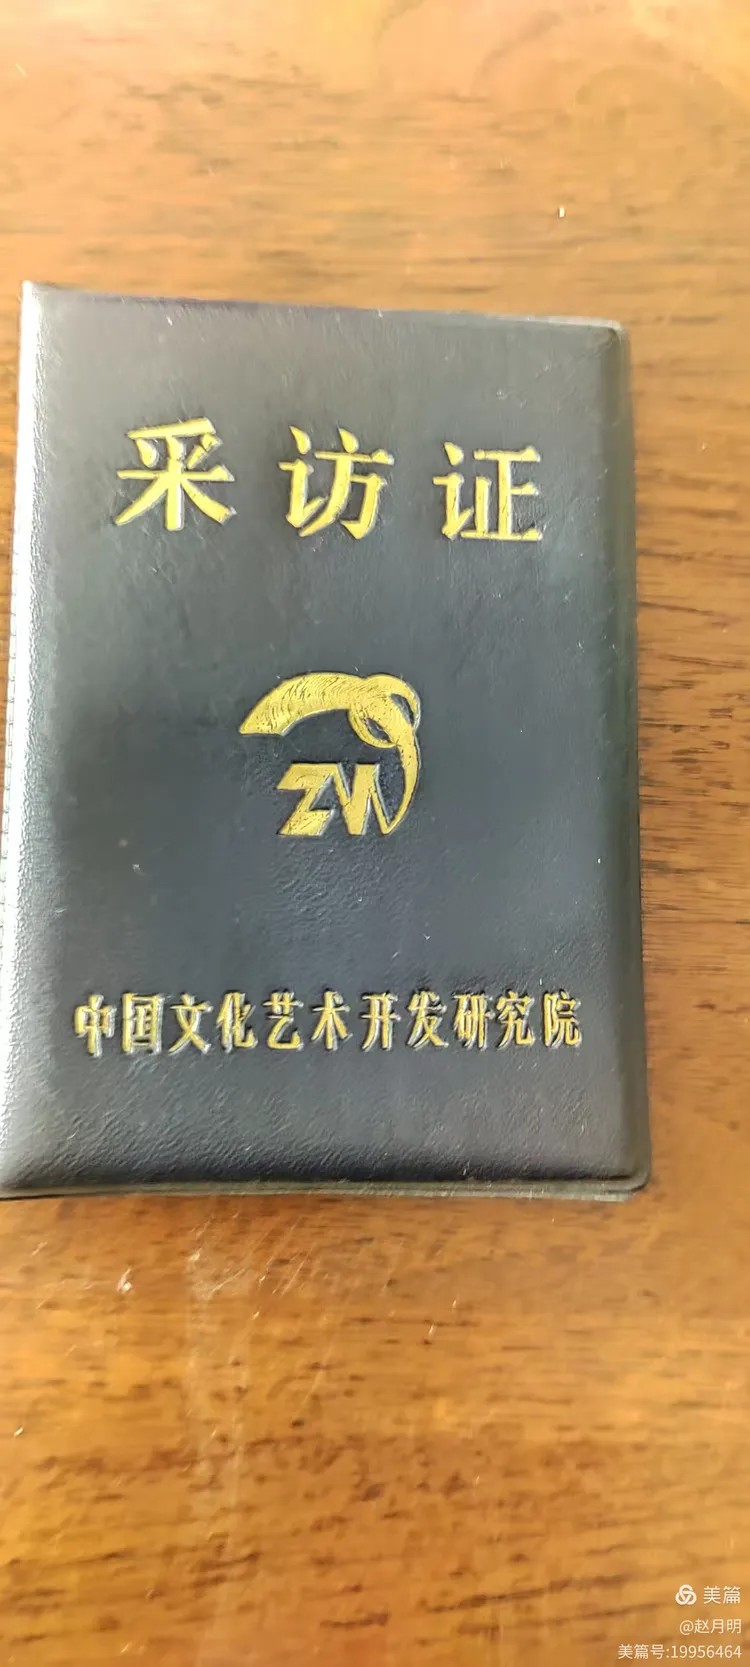 采访证
ZW
中国文化艺术开发研究院
美篇
@赵月明
美篇号:19956464